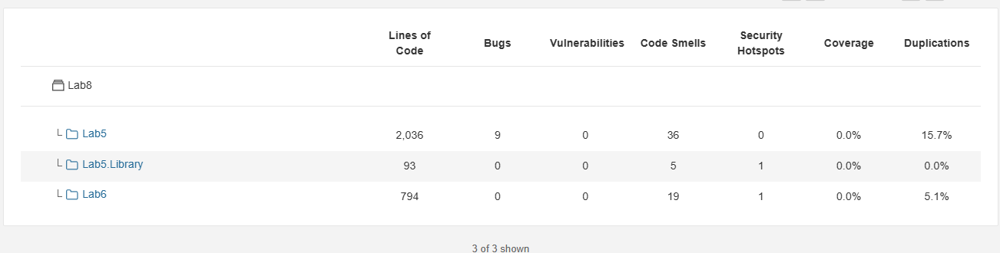 Lines of Code Bugs Vulnerabilities Code Smells Security Hotspots Coverage Duplications
Lab8
Lab5 2,036 9 0 36 0 0.0% 15.7%
Lab5.Library 93 0 0 5 1 0.0% 0.0%
Lab6 794 0 0 19 1 0.0% 5.1%
3 of 3 shown